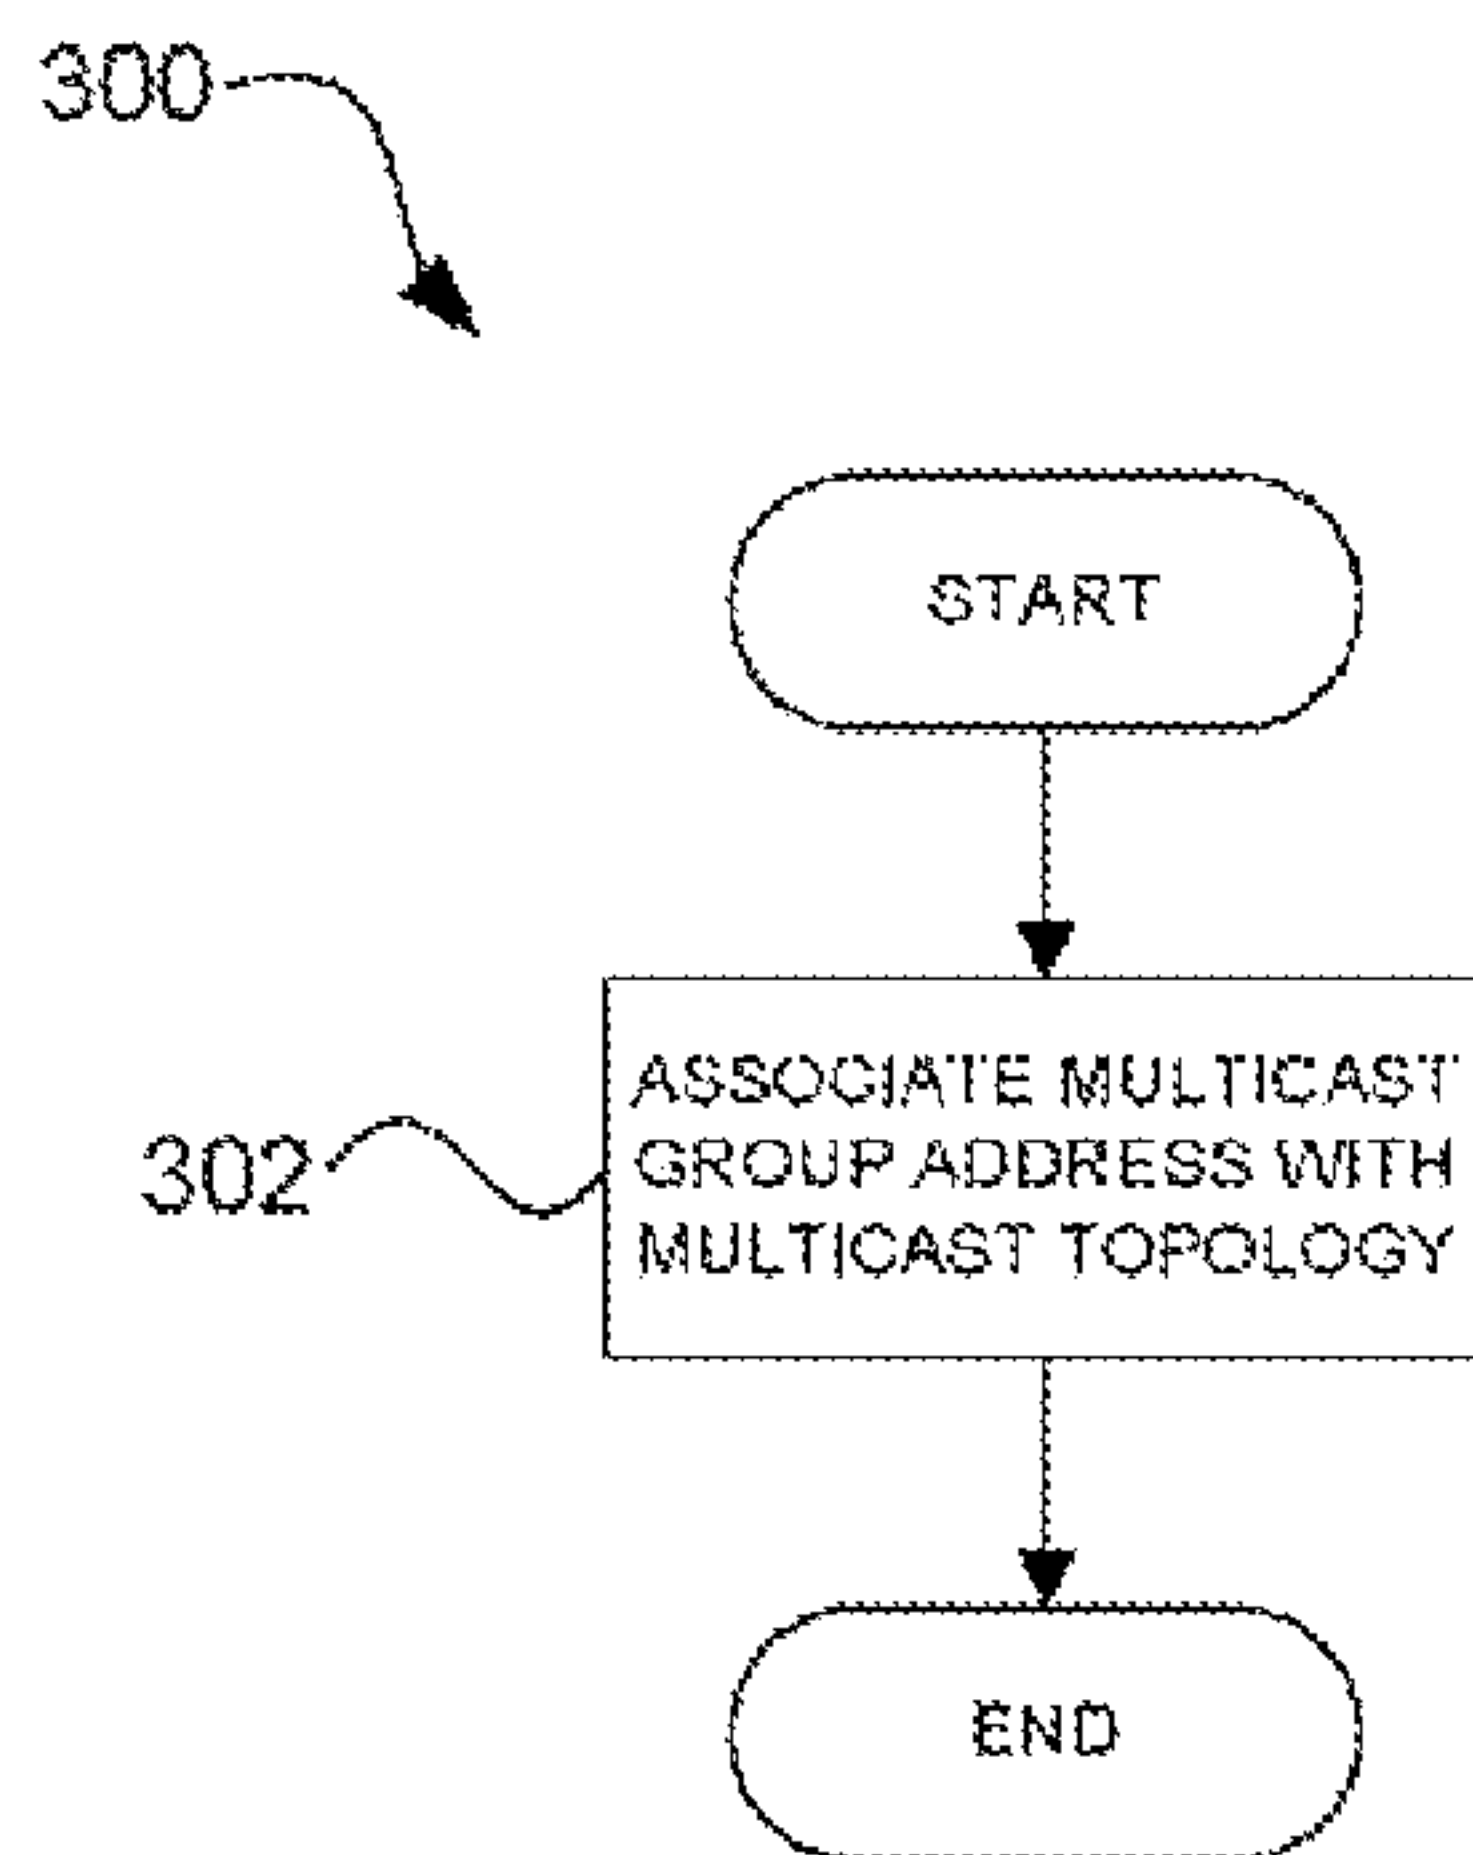 300
START
302
ASSOCIATE MULTICAST
GROUP ADDRESS WITH
MULTICAST TOPOLOGY
END